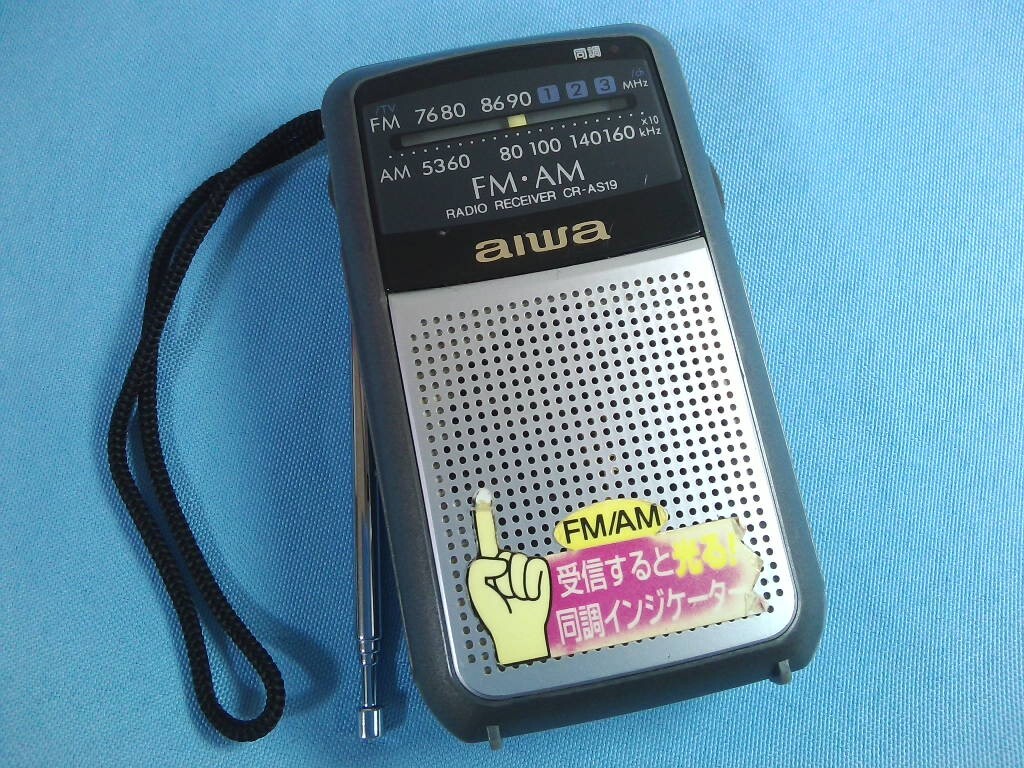 同調
/TV /ch
FM 7680 8690 1 2 3 MHz
AM 5360 80 100 140160 x10 kHz
FM・AM
RADIO RECEIVER CR-AS19
aiwa
FM/AM
受信すると光る!
同調インジケーター